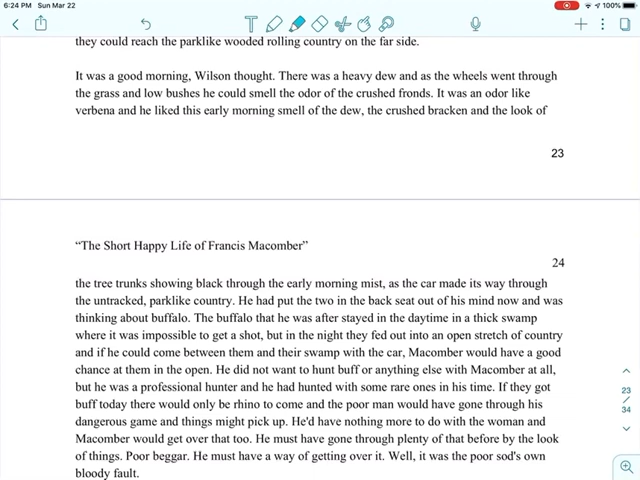 6:24 PM Sun Mar 22
100%
they could reach the parklike wooded rolling country on the far side.
It was a good morning, Wilson thought. There was a heavy dew and as the wheels went through
the grass and low bushes he could smell the odor of the crushed fronds. It was an odor like
verbena and he liked this early morning smell of the dew, the crushed bracken and the look of
23
“The Short Happy Life of Francis Macomber”
24
the tree trunks showing black through the early morning mist, as the car made its way through
the untracked, parklike country. He had put the two in the back seat out of his mind now and was
thinking about buffalo. The buffalo that he was after stayed in the daytime in a thick swamp
where it was impossible to get a shot, but in the night they fed out into an open stretch of country
and if he could come between them and their swamp with the car, Macomber would have a good
chance at them in the open. He did not want to hunt buff or anything else with Macomber at all,
but he was a professional hunter and he had hunted with some rare ones in his time. If they got
buff today there would only be rhino to come and the poor man would have gone through his
dangerous game and things might pick up. He'd have nothing more to do with the woman and
Macomber would get over that too. He must have gone through plenty of that before by the look
of things. Poor beggar. He must have a way of getting over it. Well, it was the poor sod's own
bloody fault.
23
/
34